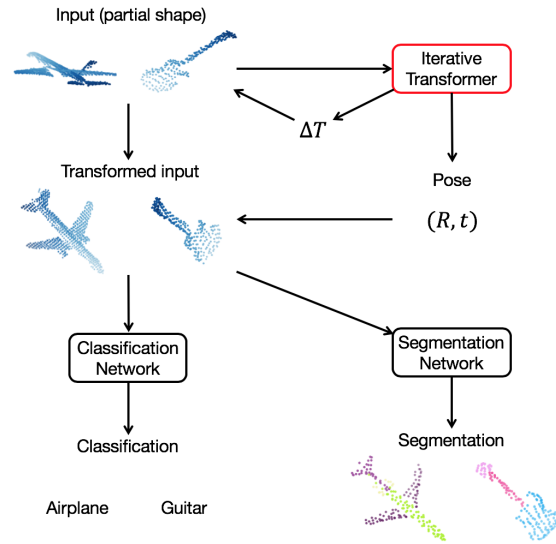 Input (partial shape)
Iterative
Transformer
ΔT
Transformed input
Pose
(R, t)
Classification
Network
Segmentation
Network
Classification
Segmentation
Airplane
Guitar